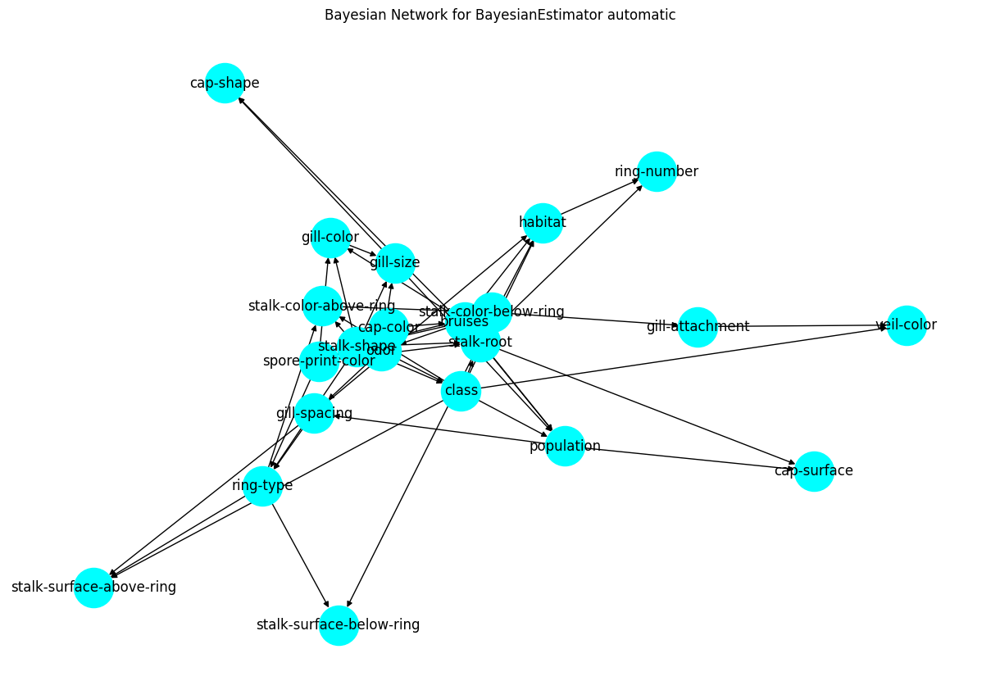 Bayesian Network for BayesianEstimator automatic
cap-shape
ring-number
habitat
gill-color
gill-size
stalk-color-above-ring
stalk-color-below-ring
bruises
cap-color
gill-attachment
veil-color
stalk-root
stalk-shape
odor
spore-print-color
class
gill-spacing
population
cap-surface
ring-type
stalk-surface-above-ring
stalk-surface-below-ring